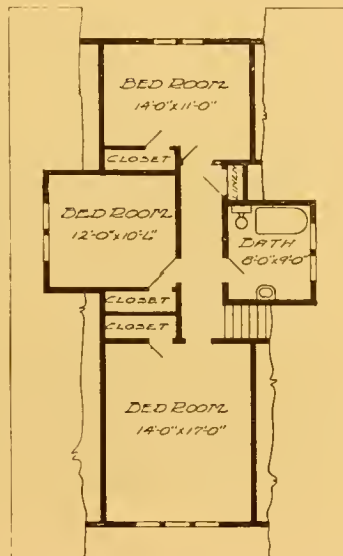 BED ROOM
14'-0"x11'-0"
CLOSET
LINEN
BED ROOM
12'-0"x10'-6"
BATH
8'-0"x9'-0"
CLOSET
CLOSET
BED ROOM
14'-0"x17'-0"